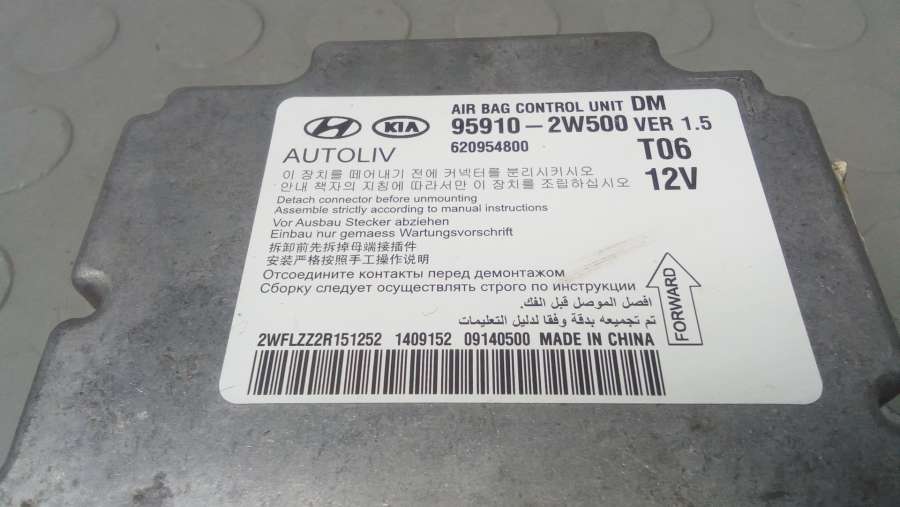 AIR BAG CONTROL UNIT DM
KIA 95910-2W500 VER 1.5
AUTOLIV 620954800 T06
이 장치를 떼어내기 전에 커넥터를 분리시키시오
안내 책자의 지침에 따라서만 이 장치를 조립하십시오 12V
Detach connector before unmounting
Assemble strictly according to manual instructions
Vor Ausbau Stecker abziehen
Einbau nur gemaess Wartungsvorschrift
拆卸前先拆掉母端接插件
安装严格按照手工操作说明
Отсоедините контакты перед демонтажом
Сборку следует осуществлять строго по инструкции
افصل الموصل قبل الفك.
تم تجميعه بدقة وفقا لدليل التعليمات
FORWARD
2WFLZZ2R151252 1409152 09140500 MADE IN CHINA